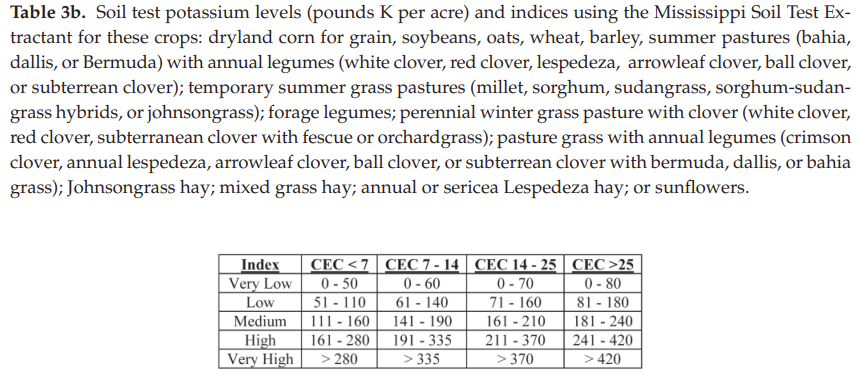 Table 3b. Soil test potassium levels (pounds K per acre) and indices using the Mississippi Soil Test Ex-
tractant for these crops: dryland corn for grain, soybeans, oats, wheat, barley, summer pastures (bahia,
dallis, or Bermuda) with annual legumes (white clover, red clover, lespedeza, arrowleaf clover, ball clover,
or subterrean clover); temporary summer grass pastures (millet, sorghum, sudangrass, sorghum-sudan-
grass hybrids, or johnsongrass); forage legumes; perennial winter grass pasture with clover (white clover,
red clover, subterranean clover with fescue or orchardgrass); pasture grass with annual legumes (crimson
clover, annual lespedeza, arrowleaf clover, ball clover, or subterrean clover with bermuda, dallis, or bahia
grass); Johnsongrass hay; mixed grass hay; annual or sericea Lespedeza hay; or sunflowers.
Index CEC < 7 CEC 7 - 14 CEC 14 - 25 CEC >25
Very Low 0 - 50 0 - 60 0 - 70 0 - 80
Low 51 - 110 61 - 140 71 - 160 81 - 180
Medium 111 - 160 141 - 190 161 - 210 181 - 240
High 161 - 280 191 - 335 211 - 370 241 - 420
Very High > 280 > 335 > 370 > 420